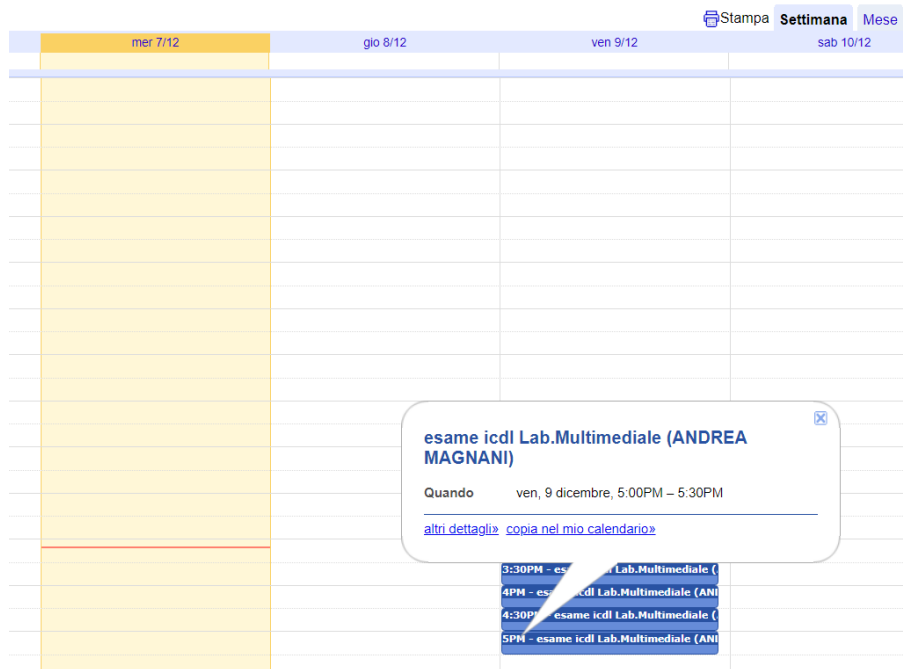 Stampa Settimana Mese
mer 7/12 gio 8/12 ven 9/12 sab 10/12
esame icdl Lab.Multimediale (ANDREA
MAGNANI)
Quando ven, 9 dicembre, 5:00PM – 5:30PM
altri dettagli» copia nel mio calendario»
3:30PM - es Lab.Multimediale (
4PM - es cdl Lab.Multimediale (ANI
4:30P - esame icdl Lab.Multimediale (
5PM - esame icdl Lab.Multimediale (ANI